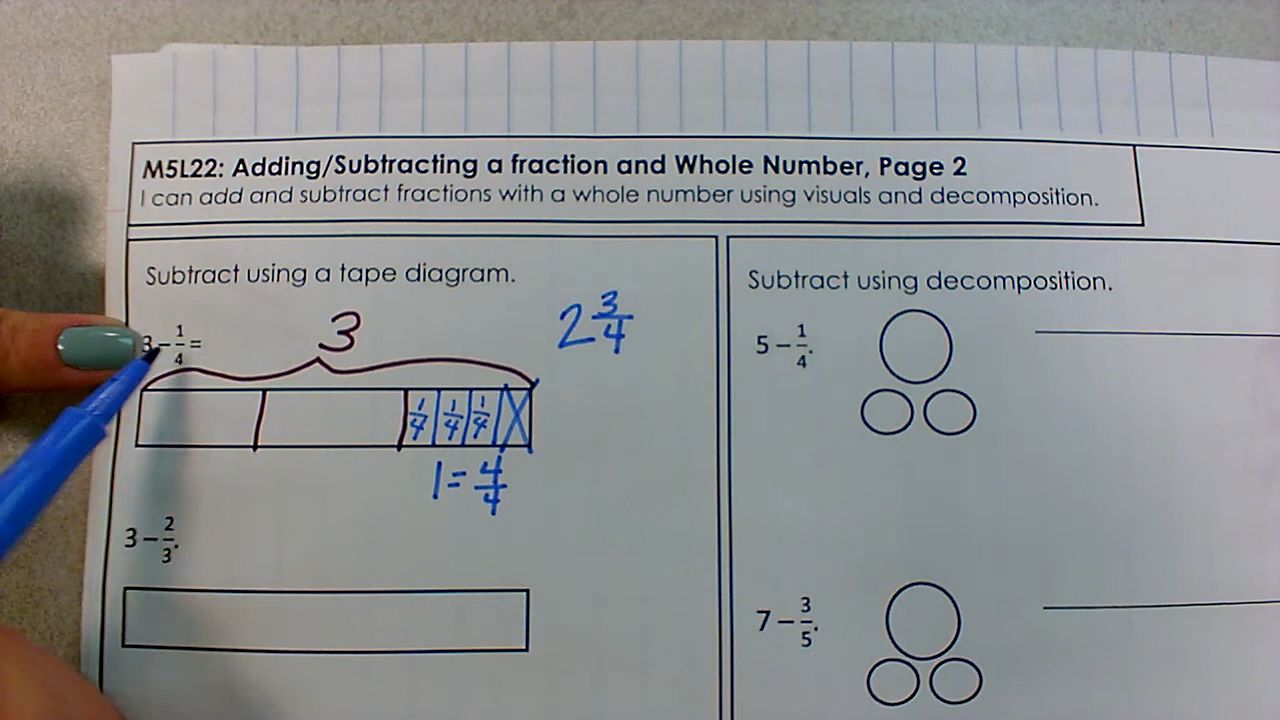 M5L22: Adding/Subtracting a fraction and Whole Number, Page 2
I can add and subtract fractions with a whole number using visuals and decomposition.
Subtract using a tape diagram.
3 − 1/4 =
3
2 3/4
1/4 1/4 1/4
1 = 4/4
3 − 2/3.
Subtract using decomposition.
5 − 1/4.
7 − 3/5.